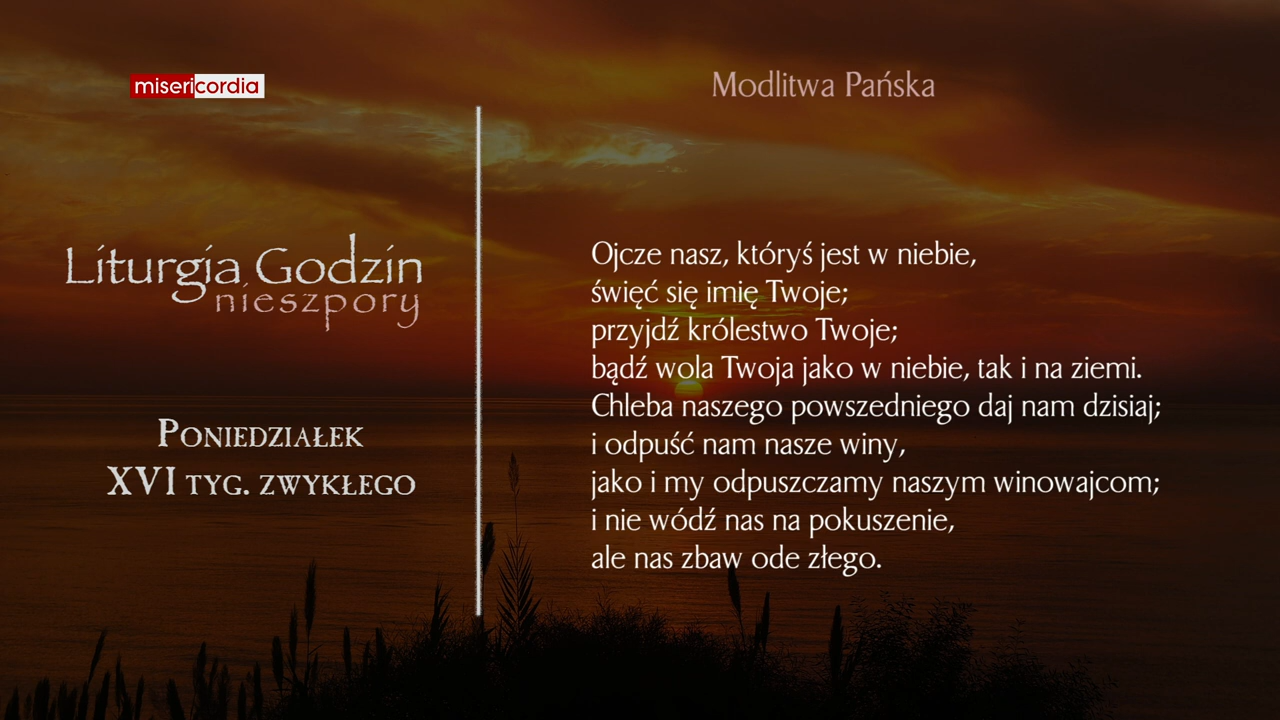 misericordia
Liturgia Godzin
nieszpory
Poniedziałek
XVI tyg. zwykłego
Modlitwa Pańska
Ojcze nasz, któryś jest w niebie,
święć się imię Twoje;
przyjdź królestwo Twoje;
bądź wola Twoja jako w niebie, tak i na ziemi.
Chleba naszego powszedniego daj nam dzisiaj;
i odpuść nam nasze winy,
jako i my odpuszczamy naszym winowajcom;
i nie wódź nas na pokuszenie,
ale nas zbaw ode złego.